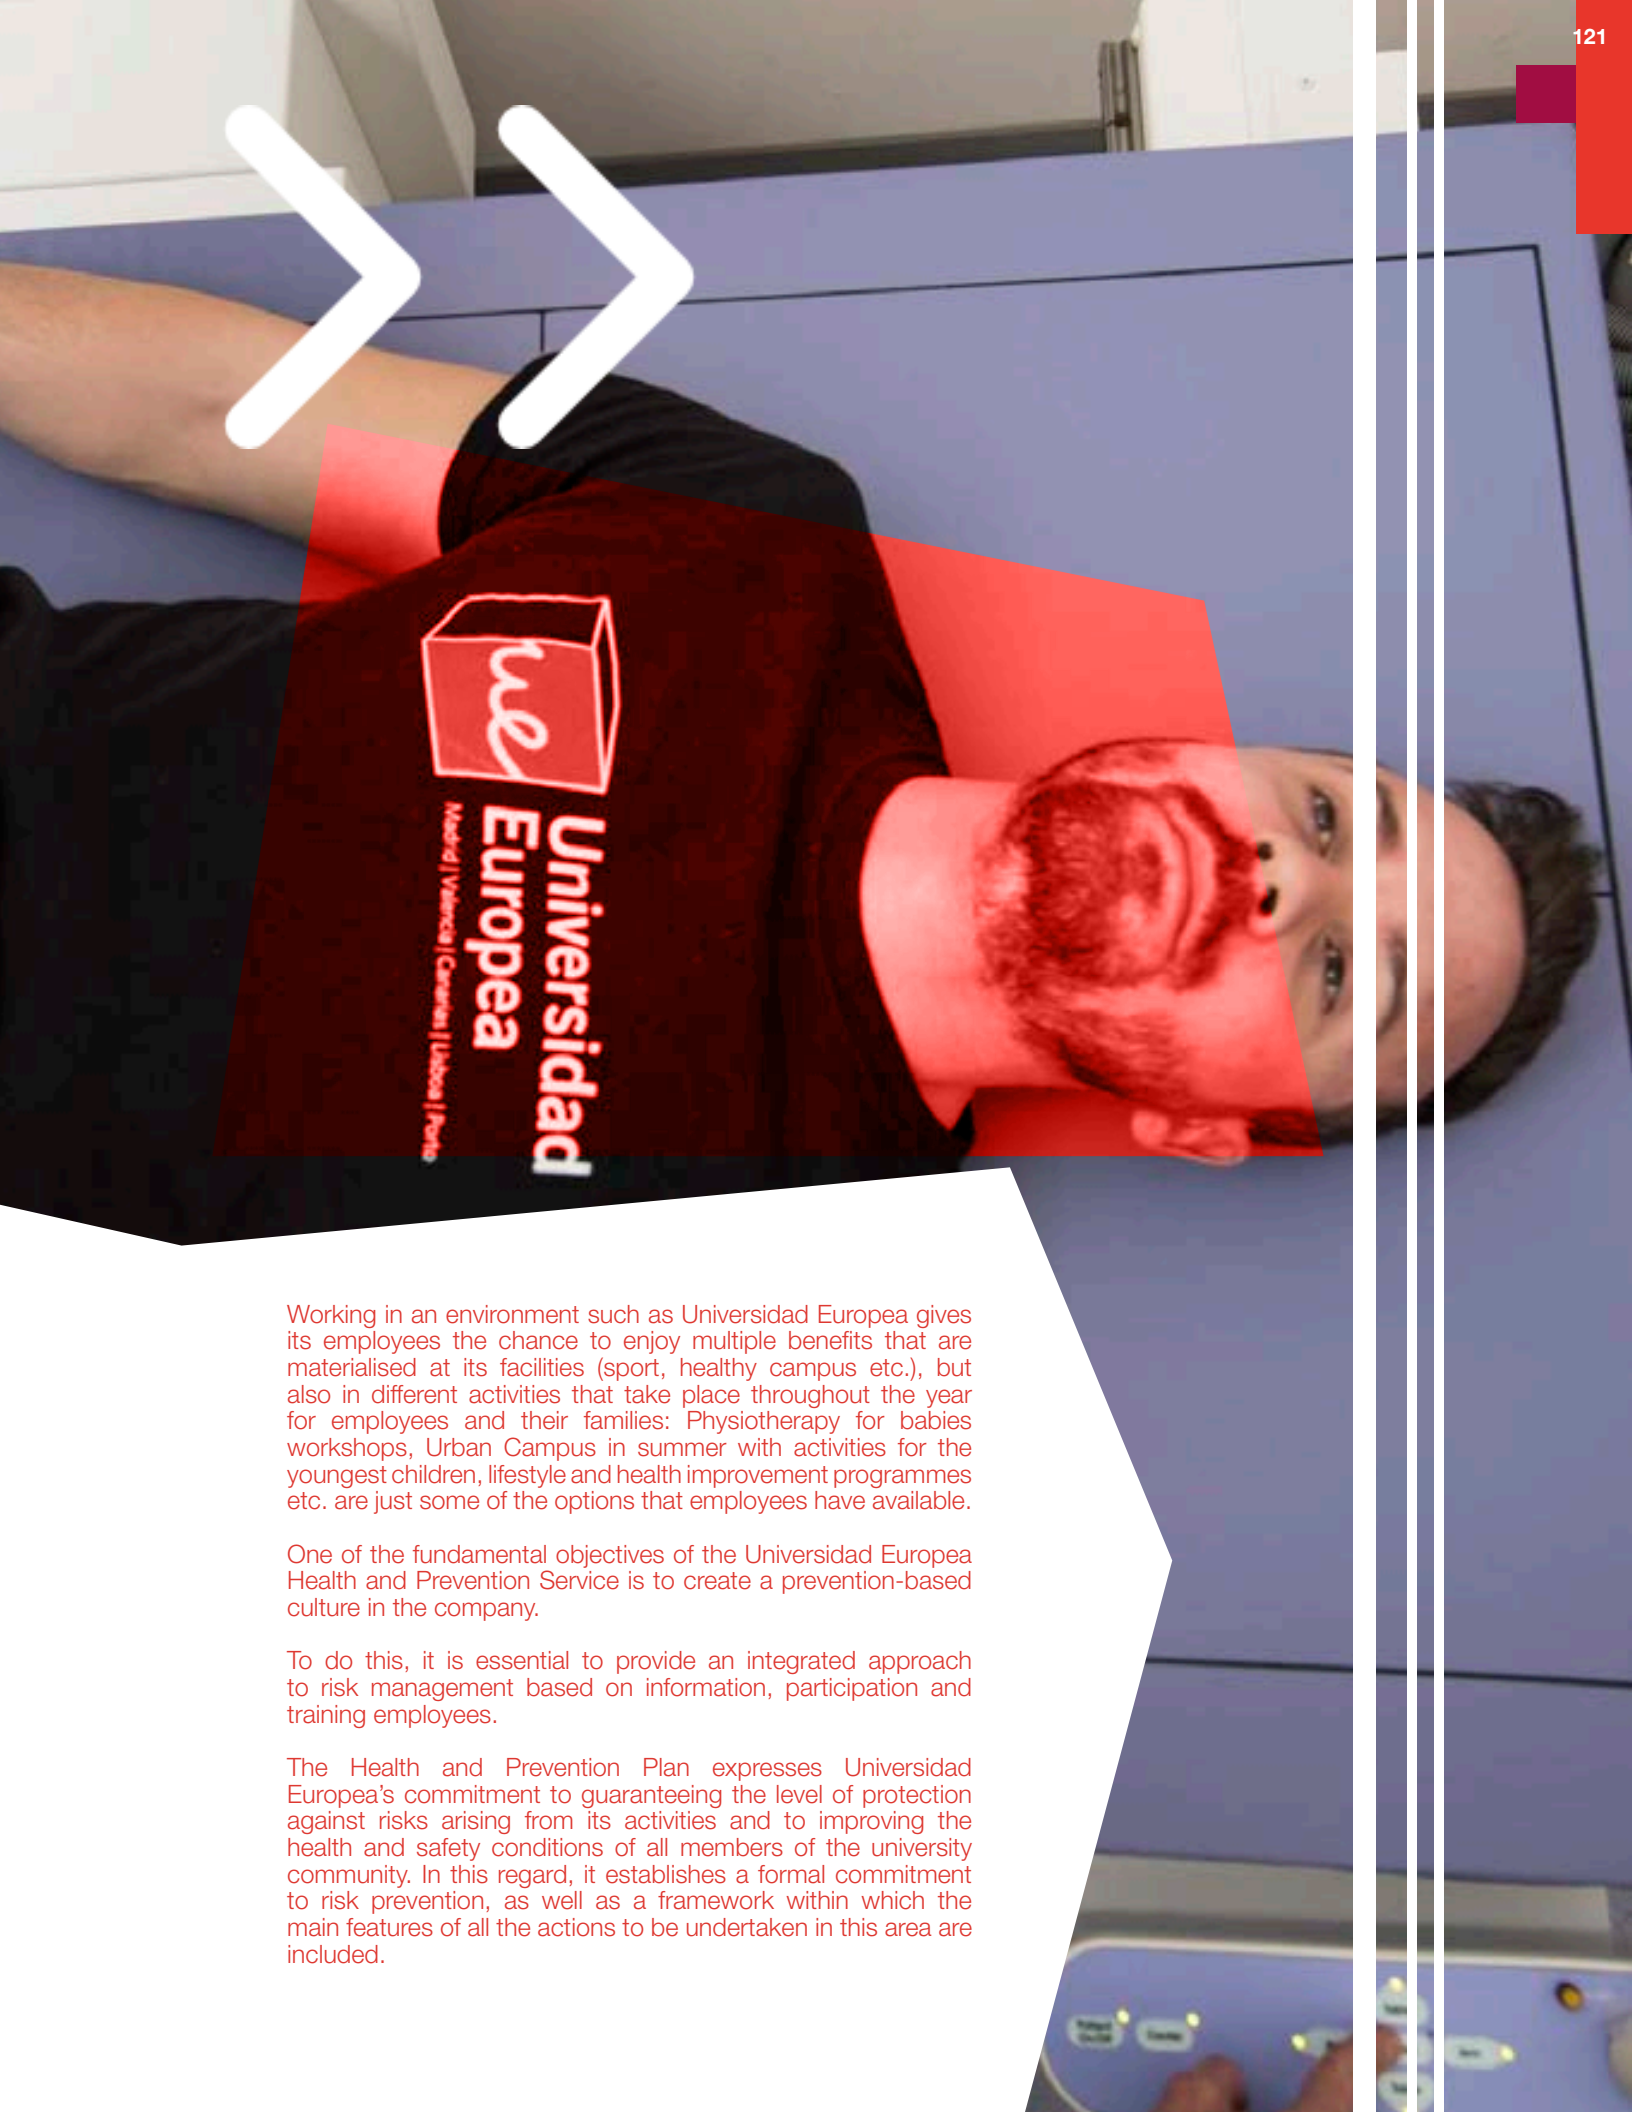 121
ue
Universidad
Europea
Madrid | Valencia | Canarias | Lisboa | Porto
Working in an environment such as Universidad Europea gives
its employees the chance to enjoy multiple benefits that are
materialised at its facilities (sport, healthy campus etc.), but
also in different activities that take place throughout the year
for employees and their families: Physiotherapy for babies
workshops, Urban Campus in summer with activities for the
youngest children, lifestyle and health improvement programmes
etc. are just some of the options that employees have available.
One of the fundamental objectives of the Universidad Europea
Health and Prevention Service is to create a prevention-based
culture in the company.
To do this, it is essential to provide an integrated approach
to risk management based on information, participation and
training employees.
The Health and Prevention Plan expresses Universidad
Europea’s commitment to guaranteeing the level of protection
against risks arising from its activities and to improving the
health and safety conditions of all members of the university
community. In this regard, it establishes a formal commitment
to risk prevention, as well as a framework within which the
main features of all the actions to be undertaken in this area are
included.